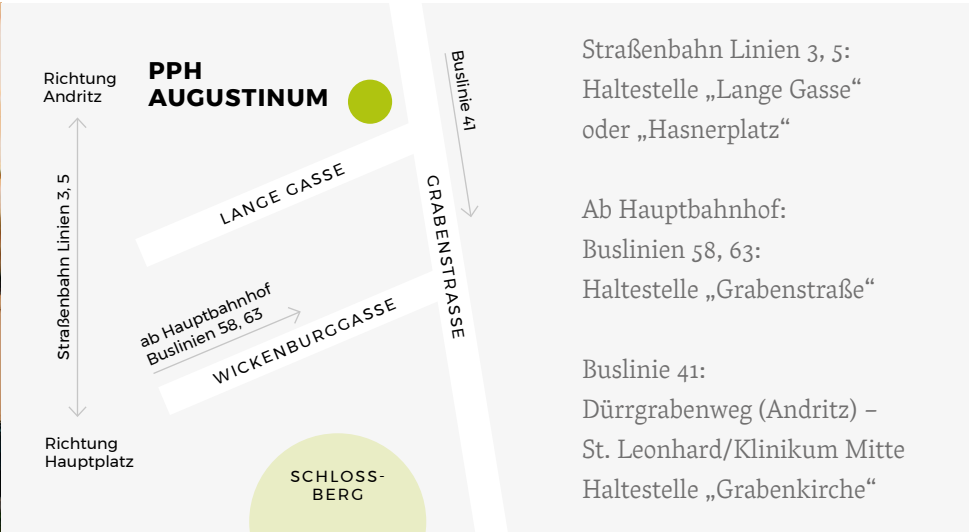 Richtung
Andritz
PPH
AUGUSTINUM
Buslinie 41
LANGE GASSE
GRABENSTRASSE
Straßenbahn Linien 3, 5
ab Hauptbahnhof
Buslinien 58, 63
WICKENBURGGASSE
Richtung
Hauptplatz
SCHLOSS-
BERG
Straßenbahn Linien 3, 5:
Haltestelle „Lange Gasse“
oder „Hasnerplatz“
Ab Hauptbahnhof:
Buslinien 58, 63:
Haltestelle „Grabenstraße“
Buslinie 41:
Dürrgrabenweg (Andritz) –
St. Leonhard/Klinikum Mitte
Haltestelle „Grabenkirche“